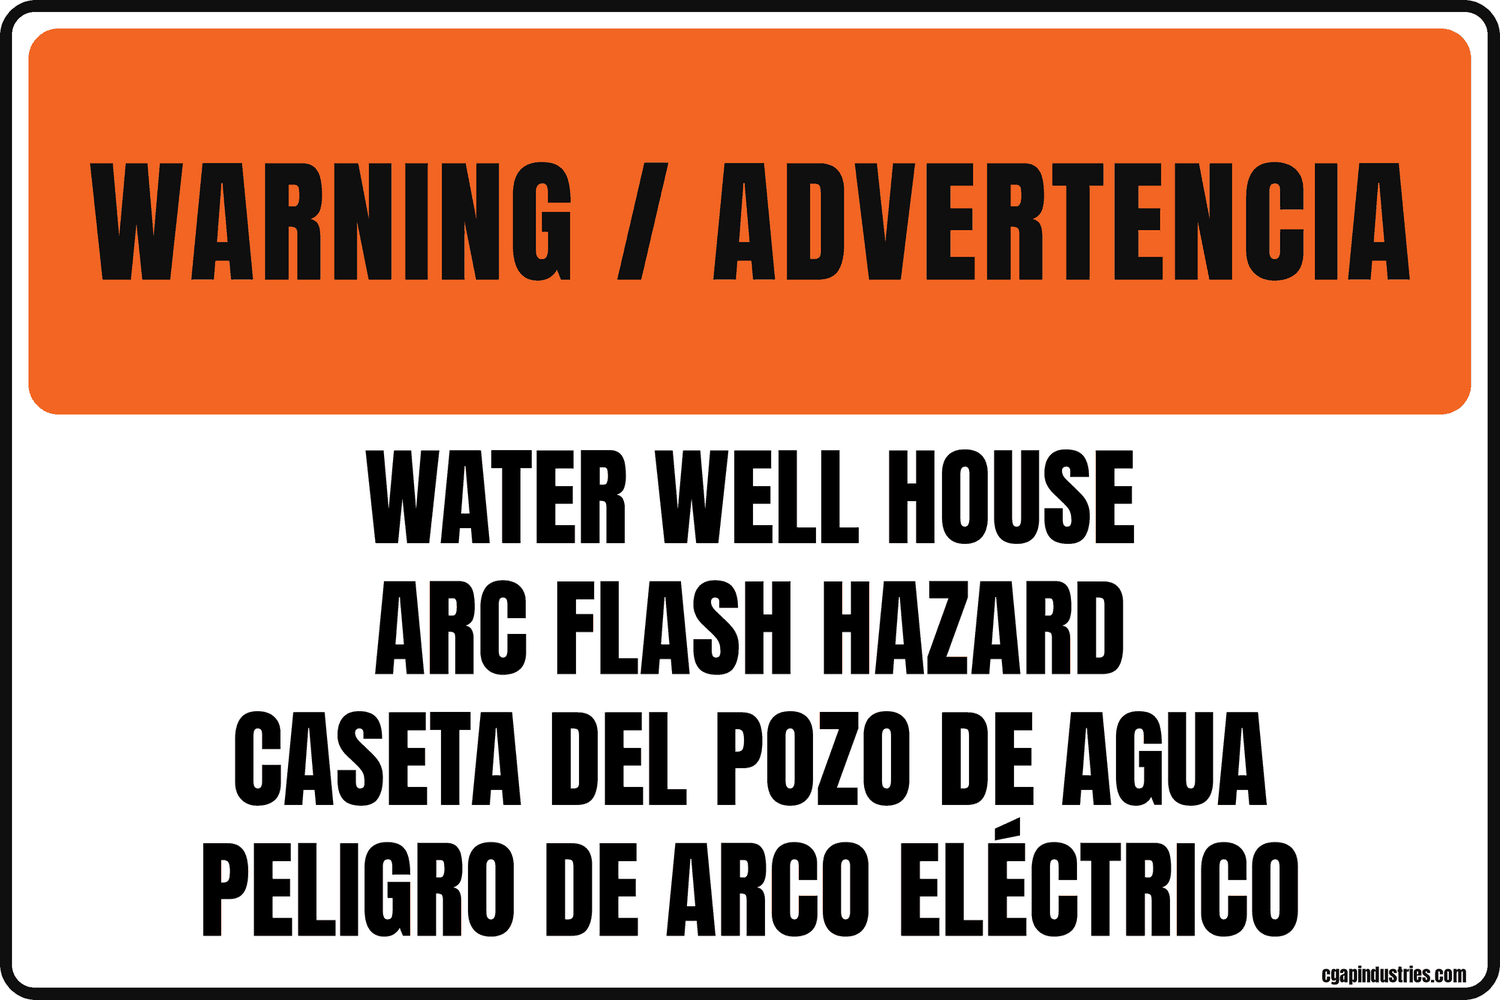 WARNING / ADVERTENCIA
WATER WELL HOUSE
ARC FLASH HAZARD
CASETA DEL POZO DE AGUA
PELIGRO DE ARCO ELÉCTRICO
cgapindustries.com